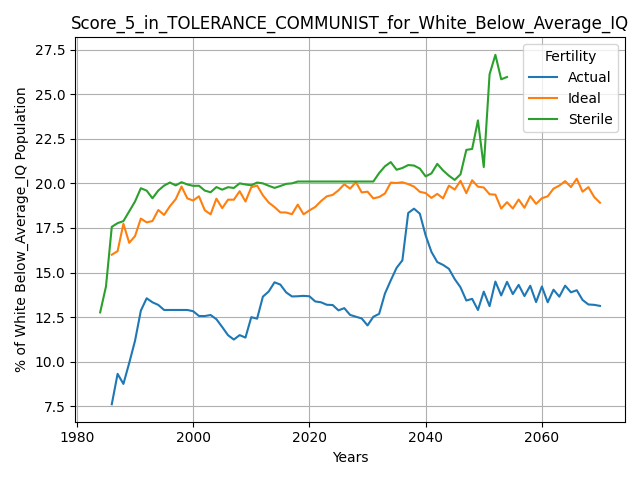 Score_5_in_TOLERANCE_COMMUNIST_for_White_Below_Average_IQ
% of White Below_Average_IQ Population
27.5
25.0
22.5
20.0
17.5
15.0
12.5
10.0
7.5
Fertility
Actual
Ideal
Sterile
1980
2000
2020
2040
2060
Years